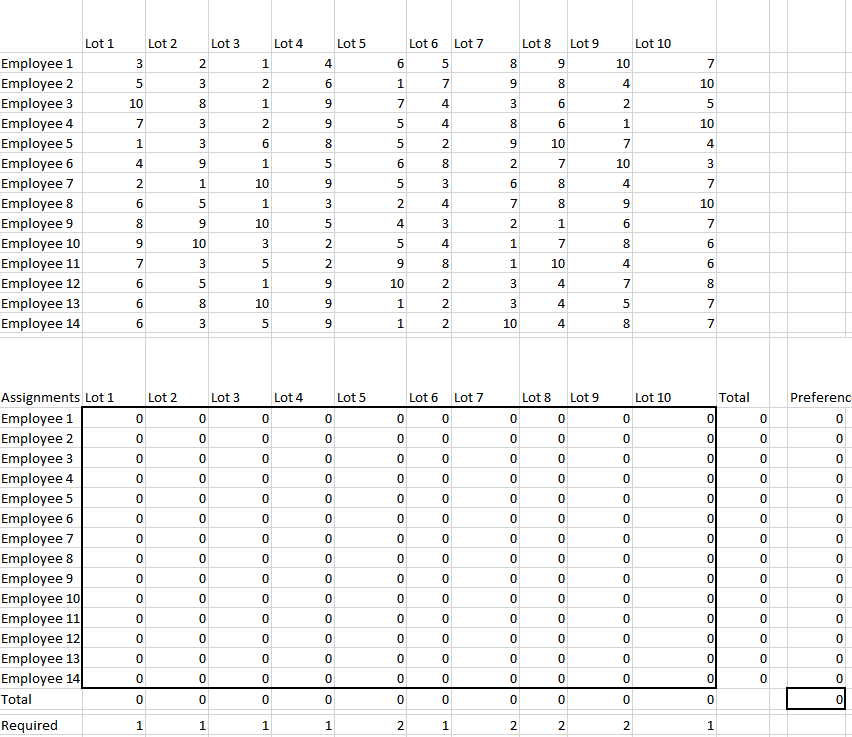 Lot 1 Lot 2 Lot 3 Lot 4 Lot 5 Lot 6 Lot 7 Lot 8 Lot 9 Lot 10
Employee 1 3 2 1 4 6 5 8 9 10 7
Employee 2 5 3 2 6 1 7 9 8 4 10
Employee 3 10 8 1 9 7 4 3 6 2 5
Employee 4 7 3 2 9 5 4 8 6 1 10
Employee 5 1 3 6 8 5 2 9 10 7 4
Employee 6 4 9 1 5 6 8 2 7 10 3
Employee 7 2 1 10 9 5 3 6 8 4 7
Employee 8 6 5 1 3 2 4 7 8 9 10
Employee 9 8 9 10 5 4 3 2 1 6 7
Employee 10 9 10 3 2 5 4 1 7 8 6
Employee 11 7 3 5 2 9 8 1 10 4 6
Employee 12 6 5 1 9 10 2 3 4 7 8
Employee 13 6 8 10 9 1 2 3 4 5 7
Employee 14 6 3 5 9 1 2 10 4 8 7
Assignments Lot 1 Lot 2 Lot 3 Lot 4 Lot 5 Lot 6 Lot 7 Lot 8 Lot 9 Lot 10 Total Preferenc
Employee 1 0 0 0 0 0 0 0 0 0 0 0 0
Employee 2 0 0 0 0 0 0 0 0 0 0 0 0
Employee 3 0 0 0 0 0 0 0 0 0 0 0 0
Employee 4 0 0 0 0 0 0 0 0 0 0 0 0
Employee 5 0 0 0 0 0 0 0 0 0 0 0 0
Employee 6 0 0 0 0 0 0 0 0 0 0 0 0
Employee 7 0 0 0 0 0 0 0 0 0 0 0 0
Employee 8 0 0 0 0 0 0 0 0 0 0 0 0
Employee 9 0 0 0 0 0 0 0 0 0 0 0 0
Employee 10 0 0 0 0 0 0 0 0 0 0 0 0
Employee 11 0 0 0 0 0 0 0 0 0 0 0 0
Employee 12 0 0 0 0 0 0 0 0 0 0 0 0
Employee 13 0 0 0 0 0 0 0 0 0 0 0 0
Employee 14 0 0 0 0 0 0 0 0 0 0 0 0
Total 0 0 0 0 0 0 0 0 0 0 0
Required 1 1 1 1 2 1 2 2 2 1